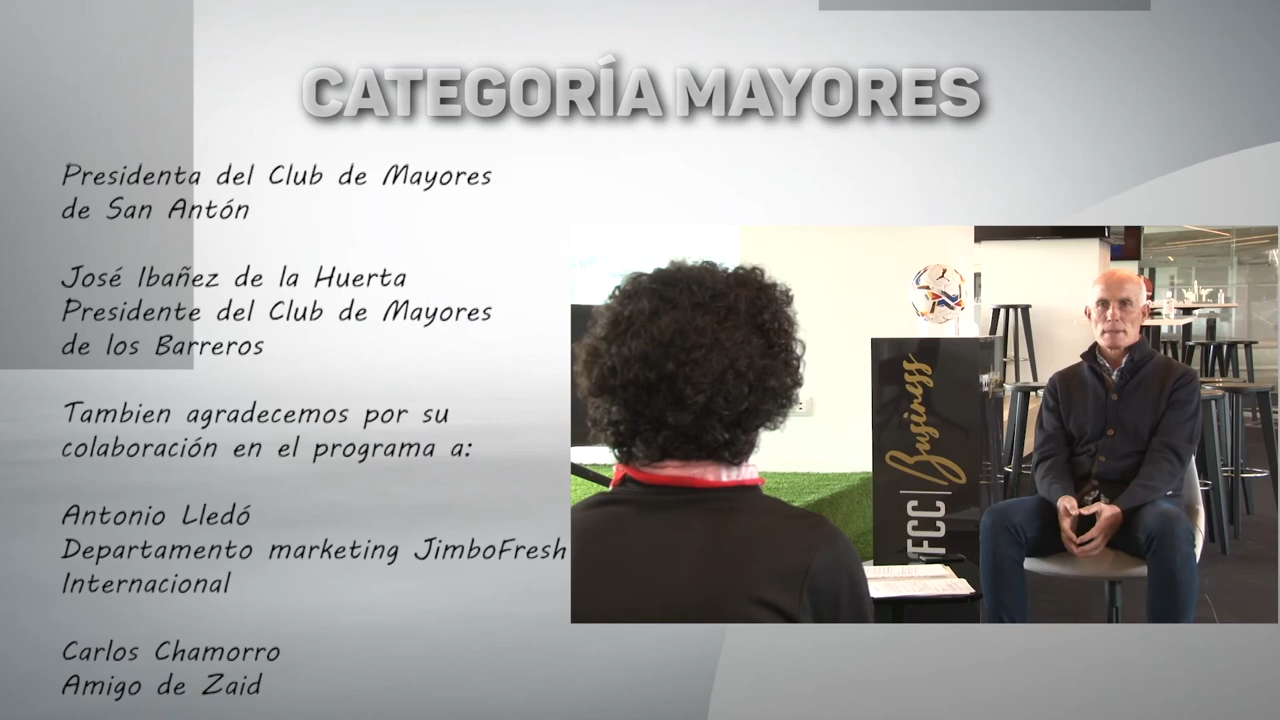 CATEGORÍA MAYORES
Presidenta del Club de Mayores
de San Antón
José Ibañez de la Huerta
Presidente del Club de Mayores
de los Barreros
Tambien agradecemos por su
colaboración en el programa a:
Antonio Lledó
Departamento marketing JimboFresh
Internacional
Carlos Chamorro
Amigo de Zaid
FCC | Business